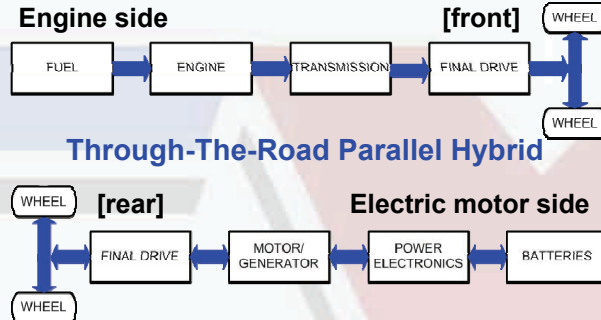 Engine side [front] WHEEL
FUEL ENGINE TRANSMISSION FINAL DRIVE
WHEEL
Through-The-Road Parallel Hybrid
WHEEL [rear] Electric motor side
FINAL DRIVE MOTOR/ GENERATOR POWER ELECTRONICS BATTERIES
WHEEL